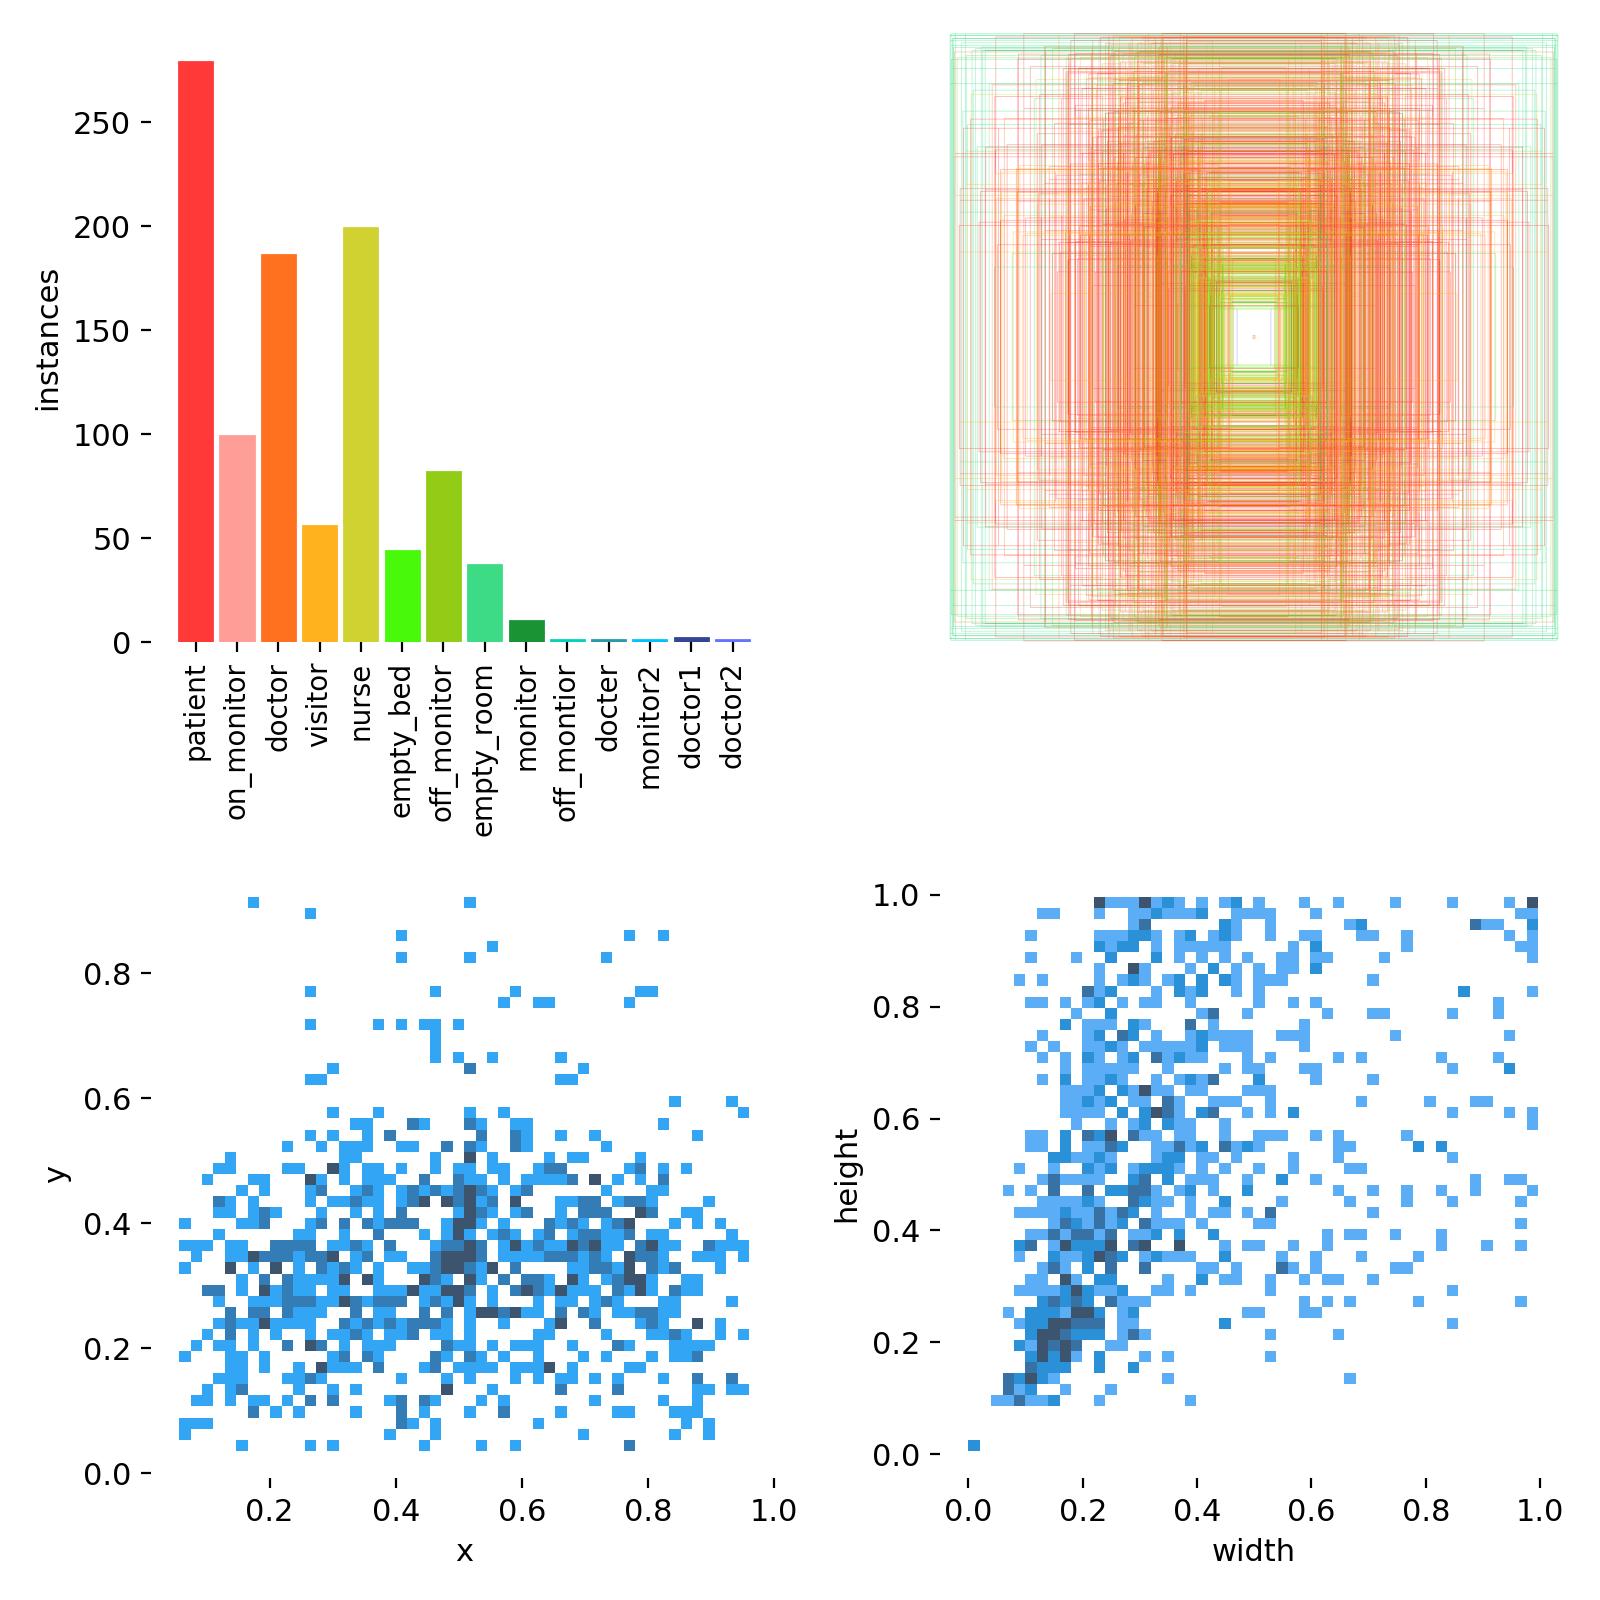 250
200
150
100
50
0
instances
patient
on_monitor
doctor
visitor
nurse
empty_bed
off_monitor
empty_room
monitor
off_montior
docter
monitor2
doctor1
doctor2
0.8
0.6
0.4
0.2
0.0
y
0.2 0.4 0.6 0.8 1.0
x
1.0
0.8
0.6
0.4
0.2
0.0
height
0.0 0.2 0.4 0.6 0.8 1.0
width